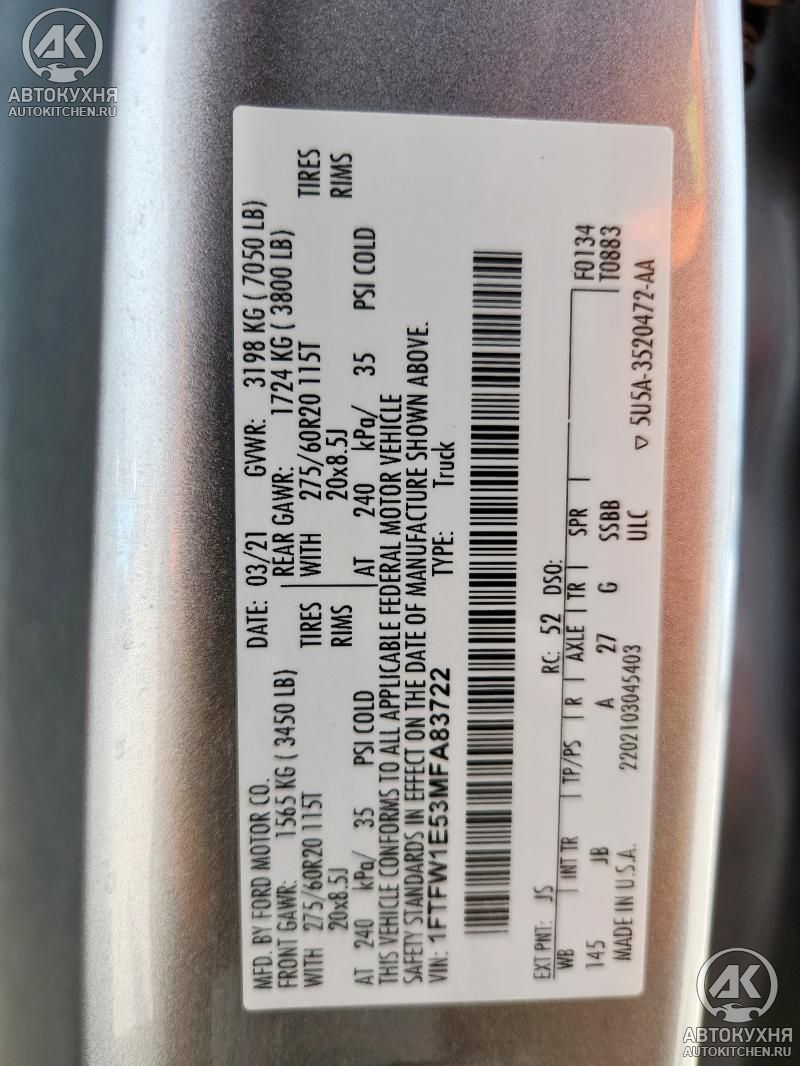 AK
АВТОКУХНЯ
AUTOKITCHEN.RU
MFD. BY FORD MOTOR CO. DATE: 03/21 GVWR: 3198 KG ( 7050 LB)
FRONT GAWR: 1565 KG ( 3450 LB) REAR GAWR: 1724 KG ( 3800 LB)
WITH 275/60R20 115T TIRES WITH 275/60R20 115T TIRES
20x8.5J RIMS 20x8.5J RIMS
AT 240 kPa/ 35 PSI COLD AT 240 kPa/ 35 PSI COLD
THIS VEHICLE CONFORMS TO ALL APPLICABLE FEDERAL MOTOR VEHICLE
SAFETY STANDARDS IN EFFECT ON THE DATE OF MANUFACTURE SHOWN ABOVE.
VIN: 1FTFW1E53MFA83722 TYPE: Truck
EXT PNT: JS RC: 52 DSO: F0134
WB | INT TR | TP/PS | R | AXLE | TR | SPR | T0883
145 JB A 27 G SSBB
MADE IN U.S.A. 2202103045403 ULC ▽ 5U5A-3520472-AA
AK
АВТОКУХНЯ
AUTOKITCHEN.RU